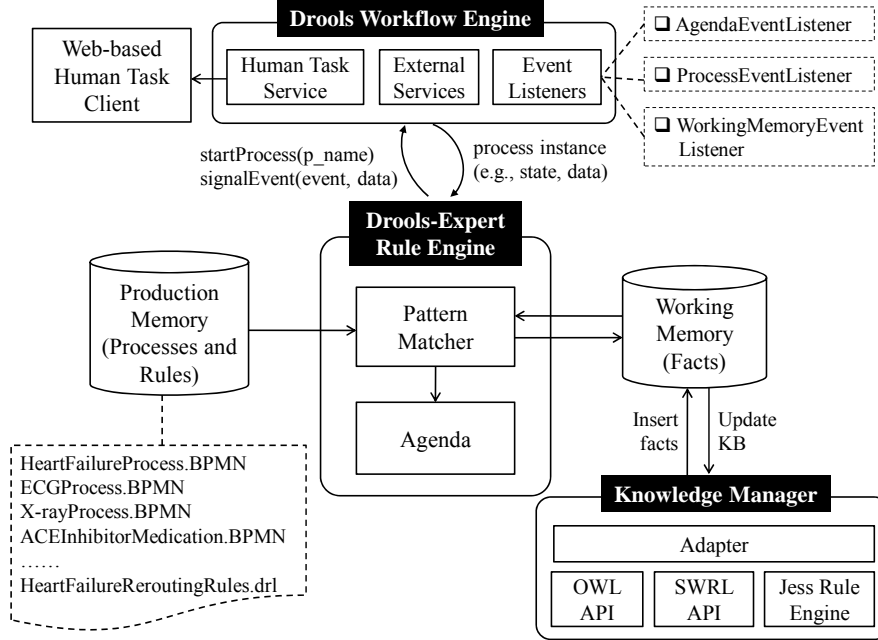 Drools Workflow Engine
Web-based
Human Task
Client
Human Task
Service
External
Services
Event
Listeners
❑ AgendaEventListener
❑ ProcessEventListener
❑ WorkingMemoryEvent
Listener
startProcess(p_name)
signalEvent(event, data)
process instance
(e.g., state, data)
Drools-Expert
Rule Engine
Production
Memory
(Processes and
Rules)
Pattern
Matcher
Agenda
Working
Memory
(Facts)
Insert
facts
Update
KB
HeartFailureProcess.BPMN
ECGProcess.BPMN
X-rayProcess.BPMN
ACEInhibitorMedication.BPMN
……
HeartFailureReroutingRules.drl
Knowledge Manager
Adapter
OWL
API
SWRL
API
Jess Rule
Engine